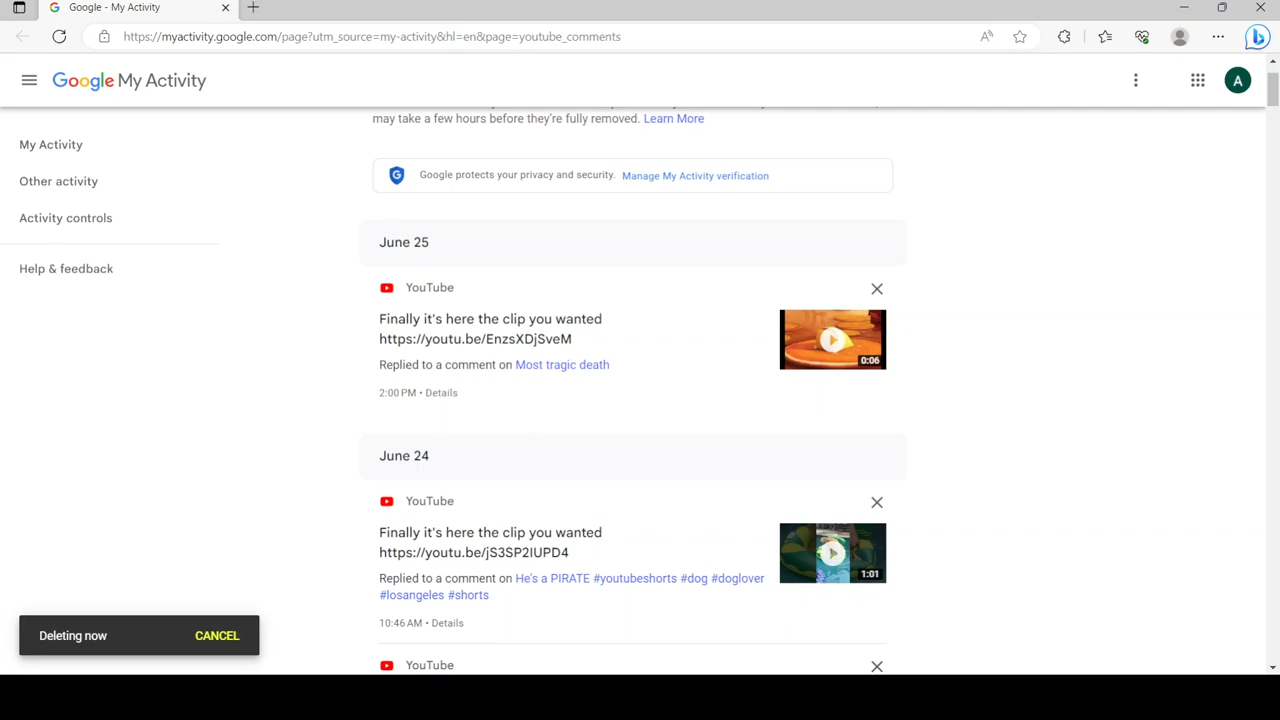 Google - My Activity
https://myactivity.google.com/page?utm_source=my-activity&hl=en&page=youtube_comments
Google My Activity
A
may take a few hours before they're fully removed. Learn More
My Activity
Other activity
Activity controls
Help & feedback
Google protects your privacy and security. Manage My Activity verification
June 25
YouTube
Finally it's here the clip you wanted
https://youtu.be/EnzsXDjSveM
0:06
Replied to a comment on Most tragic death
2:00 PM • Details
June 24
YouTube
Finally it's here the clip you wanted
https://youtu.be/jS3SP2IUPD4
1:01
Replied to a comment on He's a PIRATE #youtubeshorts #dog #doglover
#losangeles #shorts
10:46 AM • Details
YouTube
Deleting now CANCEL